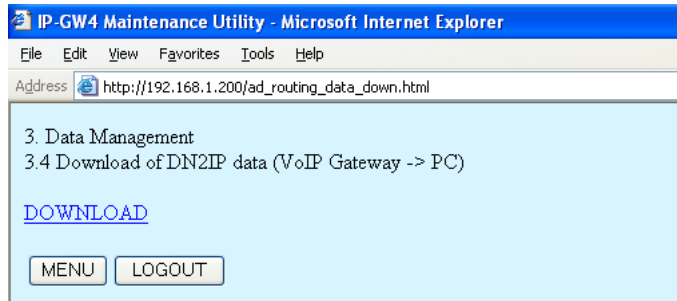 IP-GW4 Maintenance Utility - Microsoft Internet Explorer
File Edit View Favorites Tools Help
Address http://192.168.1.200/ad_routing_data_down.html
3. Data Management
3.4 Download of DN2IP data (VoIP Gateway -> PC)
DOWNLOAD
MENU LOGOUT